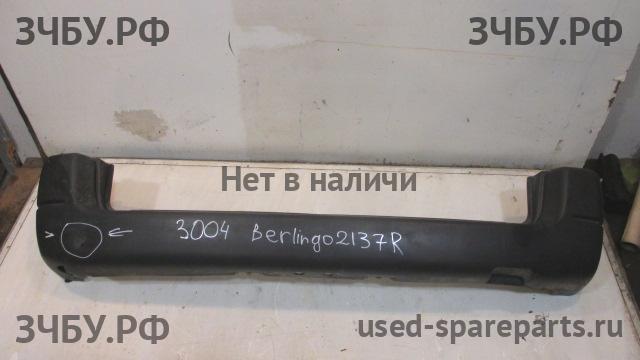 ЗЧБУ.РФ
ЗЧБУ.РФ
Нет в наличи
3004 Berlingo2137R
> ←
ЗЧБУ.РФ
used-spareparts.ru